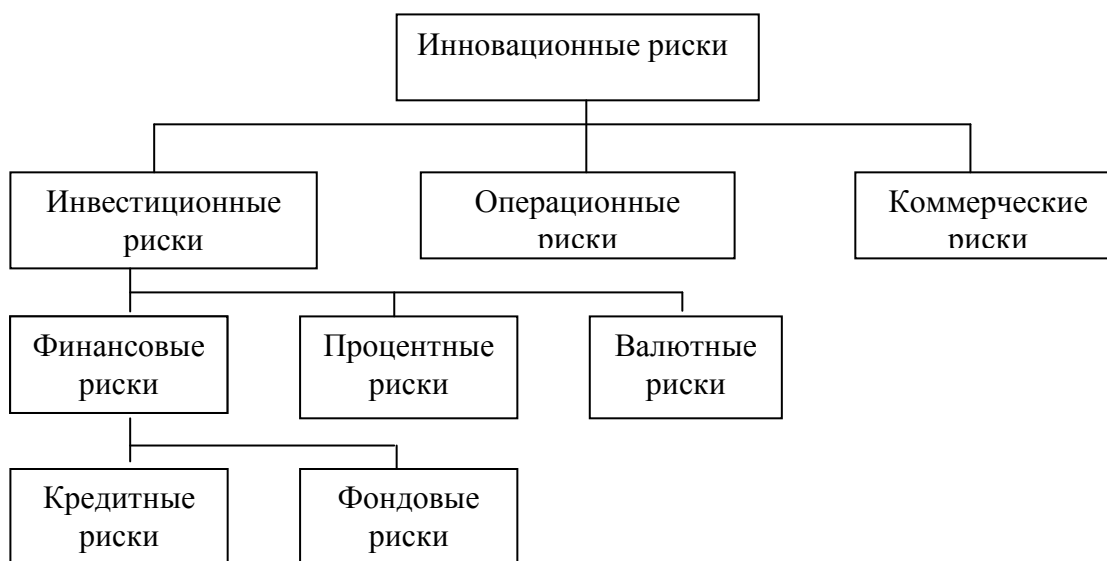 Инновационные риски
Инвестиционные
риски
Операционные
риски
Коммерческие
риски
Финансовые
риски
Процентные
риски
Валютные
риски
Кредитные
риски
Фондовые
риски